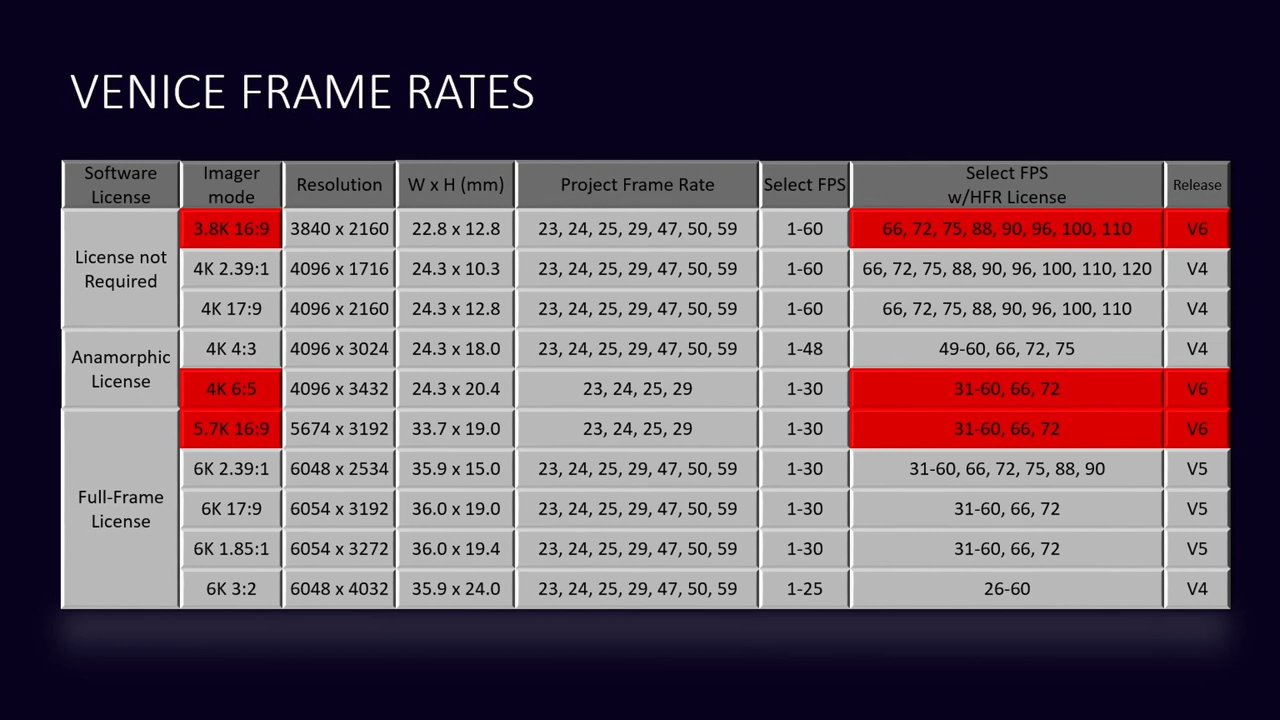 VENICE FRAME RATES
Software License | Imager mode | Resolution | W x H (mm) | Project Frame Rate | Select FPS | Select FPS w/HFR License | Release
License not Required | 3.8K 16:9 | 3840 x 2160 | 22.8 x 12.8 | 23, 24, 25, 29, 47, 50, 59 | 1-60 | 66, 72, 75, 88, 90, 96, 100, 110 | V6
4K 2.39:1 | 4096 x 1716 | 24.3 x 10.3 | 23, 24, 25, 29, 47, 50, 59 | 1-60 | 66, 72, 75, 88, 90, 96, 100, 110, 120 | V4
4K 17:9 | 4096 x 2160 | 24.3 x 12.8 | 23, 24, 25, 29, 47, 50, 59 | 1-60 | 66, 72, 75, 88, 90, 96, 100, 110 | V4
Anamorphic License | 4K 4:3 | 4096 x 3024 | 24.3 x 18.0 | 23, 24, 25, 29, 47, 50, 59 | 1-48 | 49-60, 66, 72, 75 | V4
4K 6:5 | 4096 x 3432 | 24.3 x 20.4 | 23, 24, 25, 29 | 1-30 | 31-60, 66, 72 | V6
Full-Frame License | 5.7K 16:9 | 5674 x 3192 | 33.7 x 19.0 | 23, 24, 25, 29 | 1-30 | 31-60, 66, 72 | V6
6K 2.39:1 | 6048 x 2534 | 35.9 x 15.0 | 23, 24, 25, 29, 47, 50, 59 | 1-30 | 31-60, 66, 72, 75, 88, 90 | V5
6K 17:9 | 6054 x 3192 | 36.0 x 19.0 | 23, 24, 25, 29, 47, 50, 59 | 1-30 | 31-60, 66, 72 | V5
6K 1.85:1 | 6054 x 3272 | 36.0 x 19.4 | 23, 24, 25, 29, 47, 50, 59 | 1-30 | 31-60, 66, 72 | V5
6K 3:2 | 6048 x 4032 | 35.9 x 24.0 | 23, 24, 25, 29, 47, 50, 59 | 1-25 | 26-60 | V4